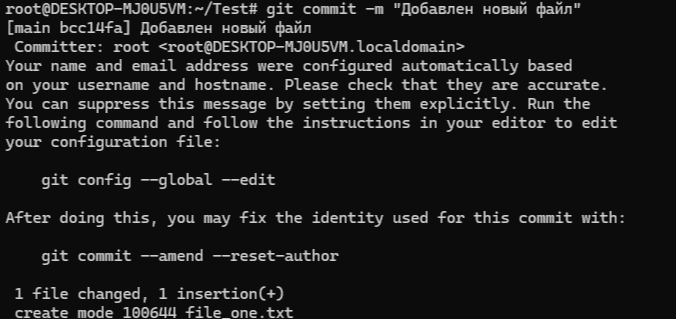 root@DESKTOP-MJ0U5VM:~/Test# git commit -m "Добавлен новый файл"
[main bcc14fa] Добавлен новый файл
 Committer: root <root@DESKTOP-MJ0U5VM.localdomain>
Your name and email address were configured automatically based
on your username and hostname. Please check that they are accurate.
You can suppress this message by setting them explicitly. Run the
following command and follow the instructions in your editor to edit
your configuration file:

    git config --global --edit

After doing this, you may fix the identity used for this commit with:

    git commit --amend --reset-author

 1 file changed, 1 insertion(+)
 create mode 100644 file_one.txt